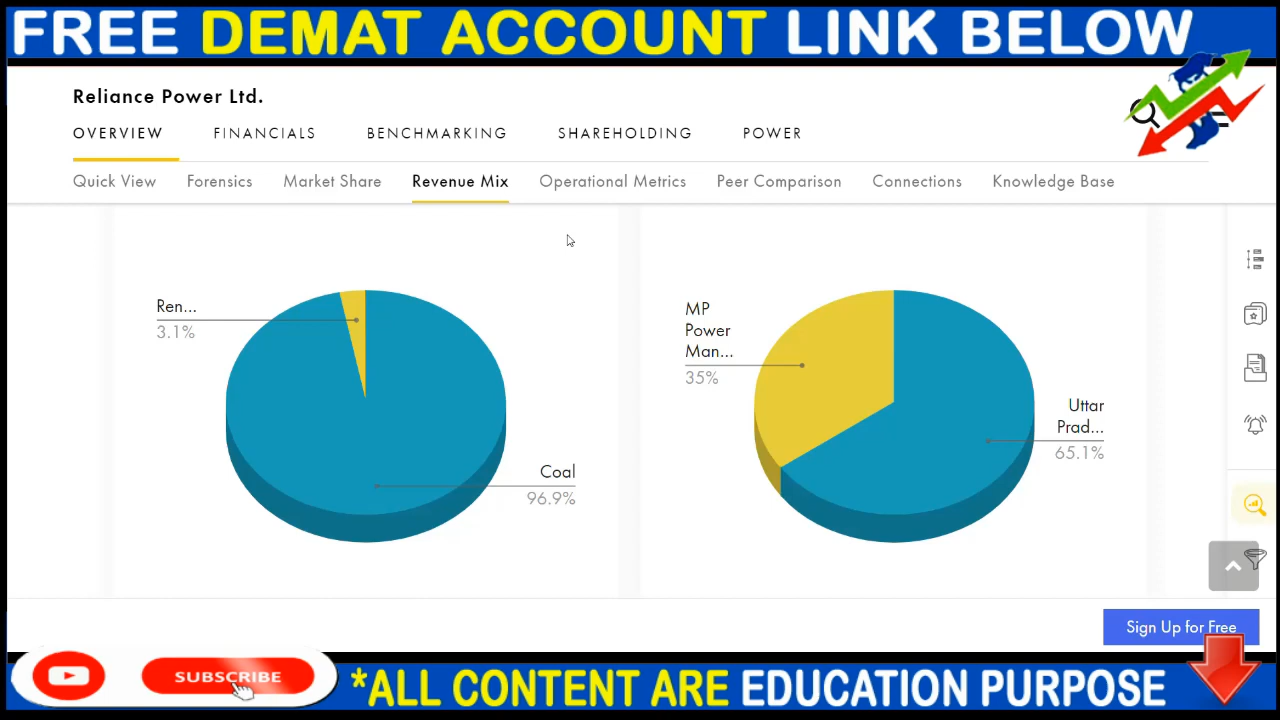 FREE DEMAT ACCOUNT LINK BELOW
Reliance Power Ltd.
OVERVIEW FINANCIALS BENCHMARKING SHAREHOLDING POWER
Quick View Forensics Market Share Revenue Mix Operational Metrics Peer Comparison Connections Knowledge Base
Ren...
3.1%
Coal
96.9%
MP
Power
Man...
35%
Uttar
Prad...
65.1%
Sign Up for Free
SUBSCRIBE
*ALL CONTENT ARE EDUCATION PURPOSE